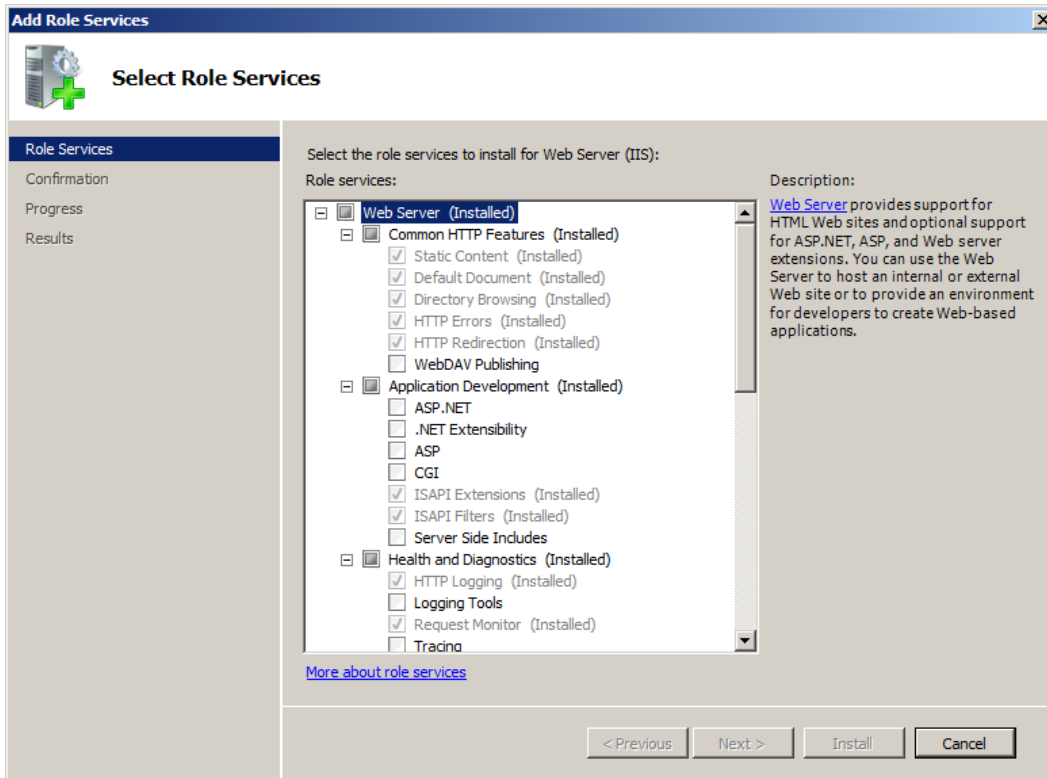 Add Role Services
Select Role Services
Role Services
Confirmation
Progress
Results
Select the role services to install for Web Server (IIS):
Role services:
Web Server (Installed)
Common HTTP Features (Installed)
Static Content (Installed)
Default Document (Installed)
Directory Browsing (Installed)
HTTP Errors (Installed)
HTTP Redirection (Installed)
WebDAV Publishing
Application Development (Installed)
ASP.NET
.NET Extensibility
ASP
CGI
ISAPI Extensions (Installed)
ISAPI Filters (Installed)
Server Side Includes
Health and Diagnostics (Installed)
HTTP Logging (Installed)
Logging Tools
Request Monitor (Installed)
Tracing
More about role services
Description:
Web Server provides support for
HTML Web sites and optional support
for ASP.NET, ASP, and Web server
extensions. You can use the Web
Server to host an internal or external
Web site or to provide an environment
for developers to create Web-based
applications.
< Previous
Next >
Install
Cancel